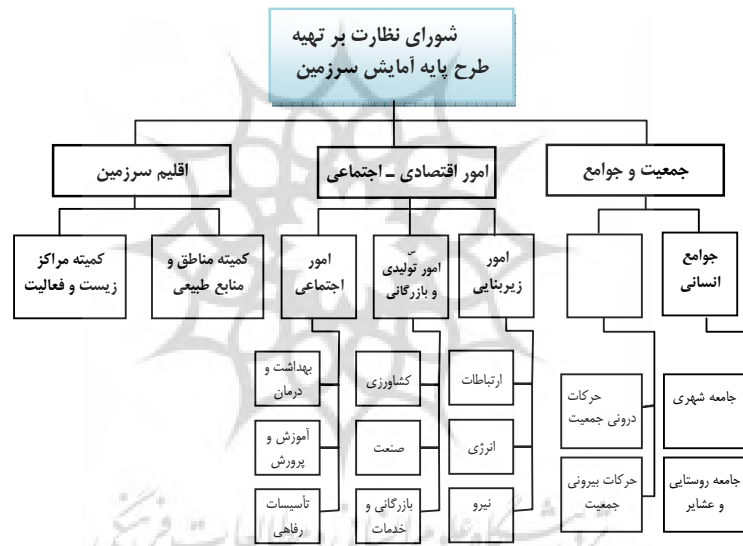 شورای نظارت بر تهیه
طرح پایه آمایش سرزمین
جمعیت و جوامع
امور اقتصادی ـ اجتماعی
اقلیم سرزمین
جوامع
انسانی
امور
زیربنایی
س
امور تولیدی
و بازرگانی
امور
اجتماعی
کمیته مناطق و
منابع طبیعی
کمیته مراکز
زیست و فعالیت
جامعه شهری
حرکات
درونی جمعیت
ارتباطات
کشاورزی
بهداشت و
درمان
انرژی
صنعت
آموزش و
پرورش
جامعه روستایی
و عشایر
حرکات بیرونی
جمعیت
نیرو
بازرگانی و
خدمات
تأسیسات
رفاهی